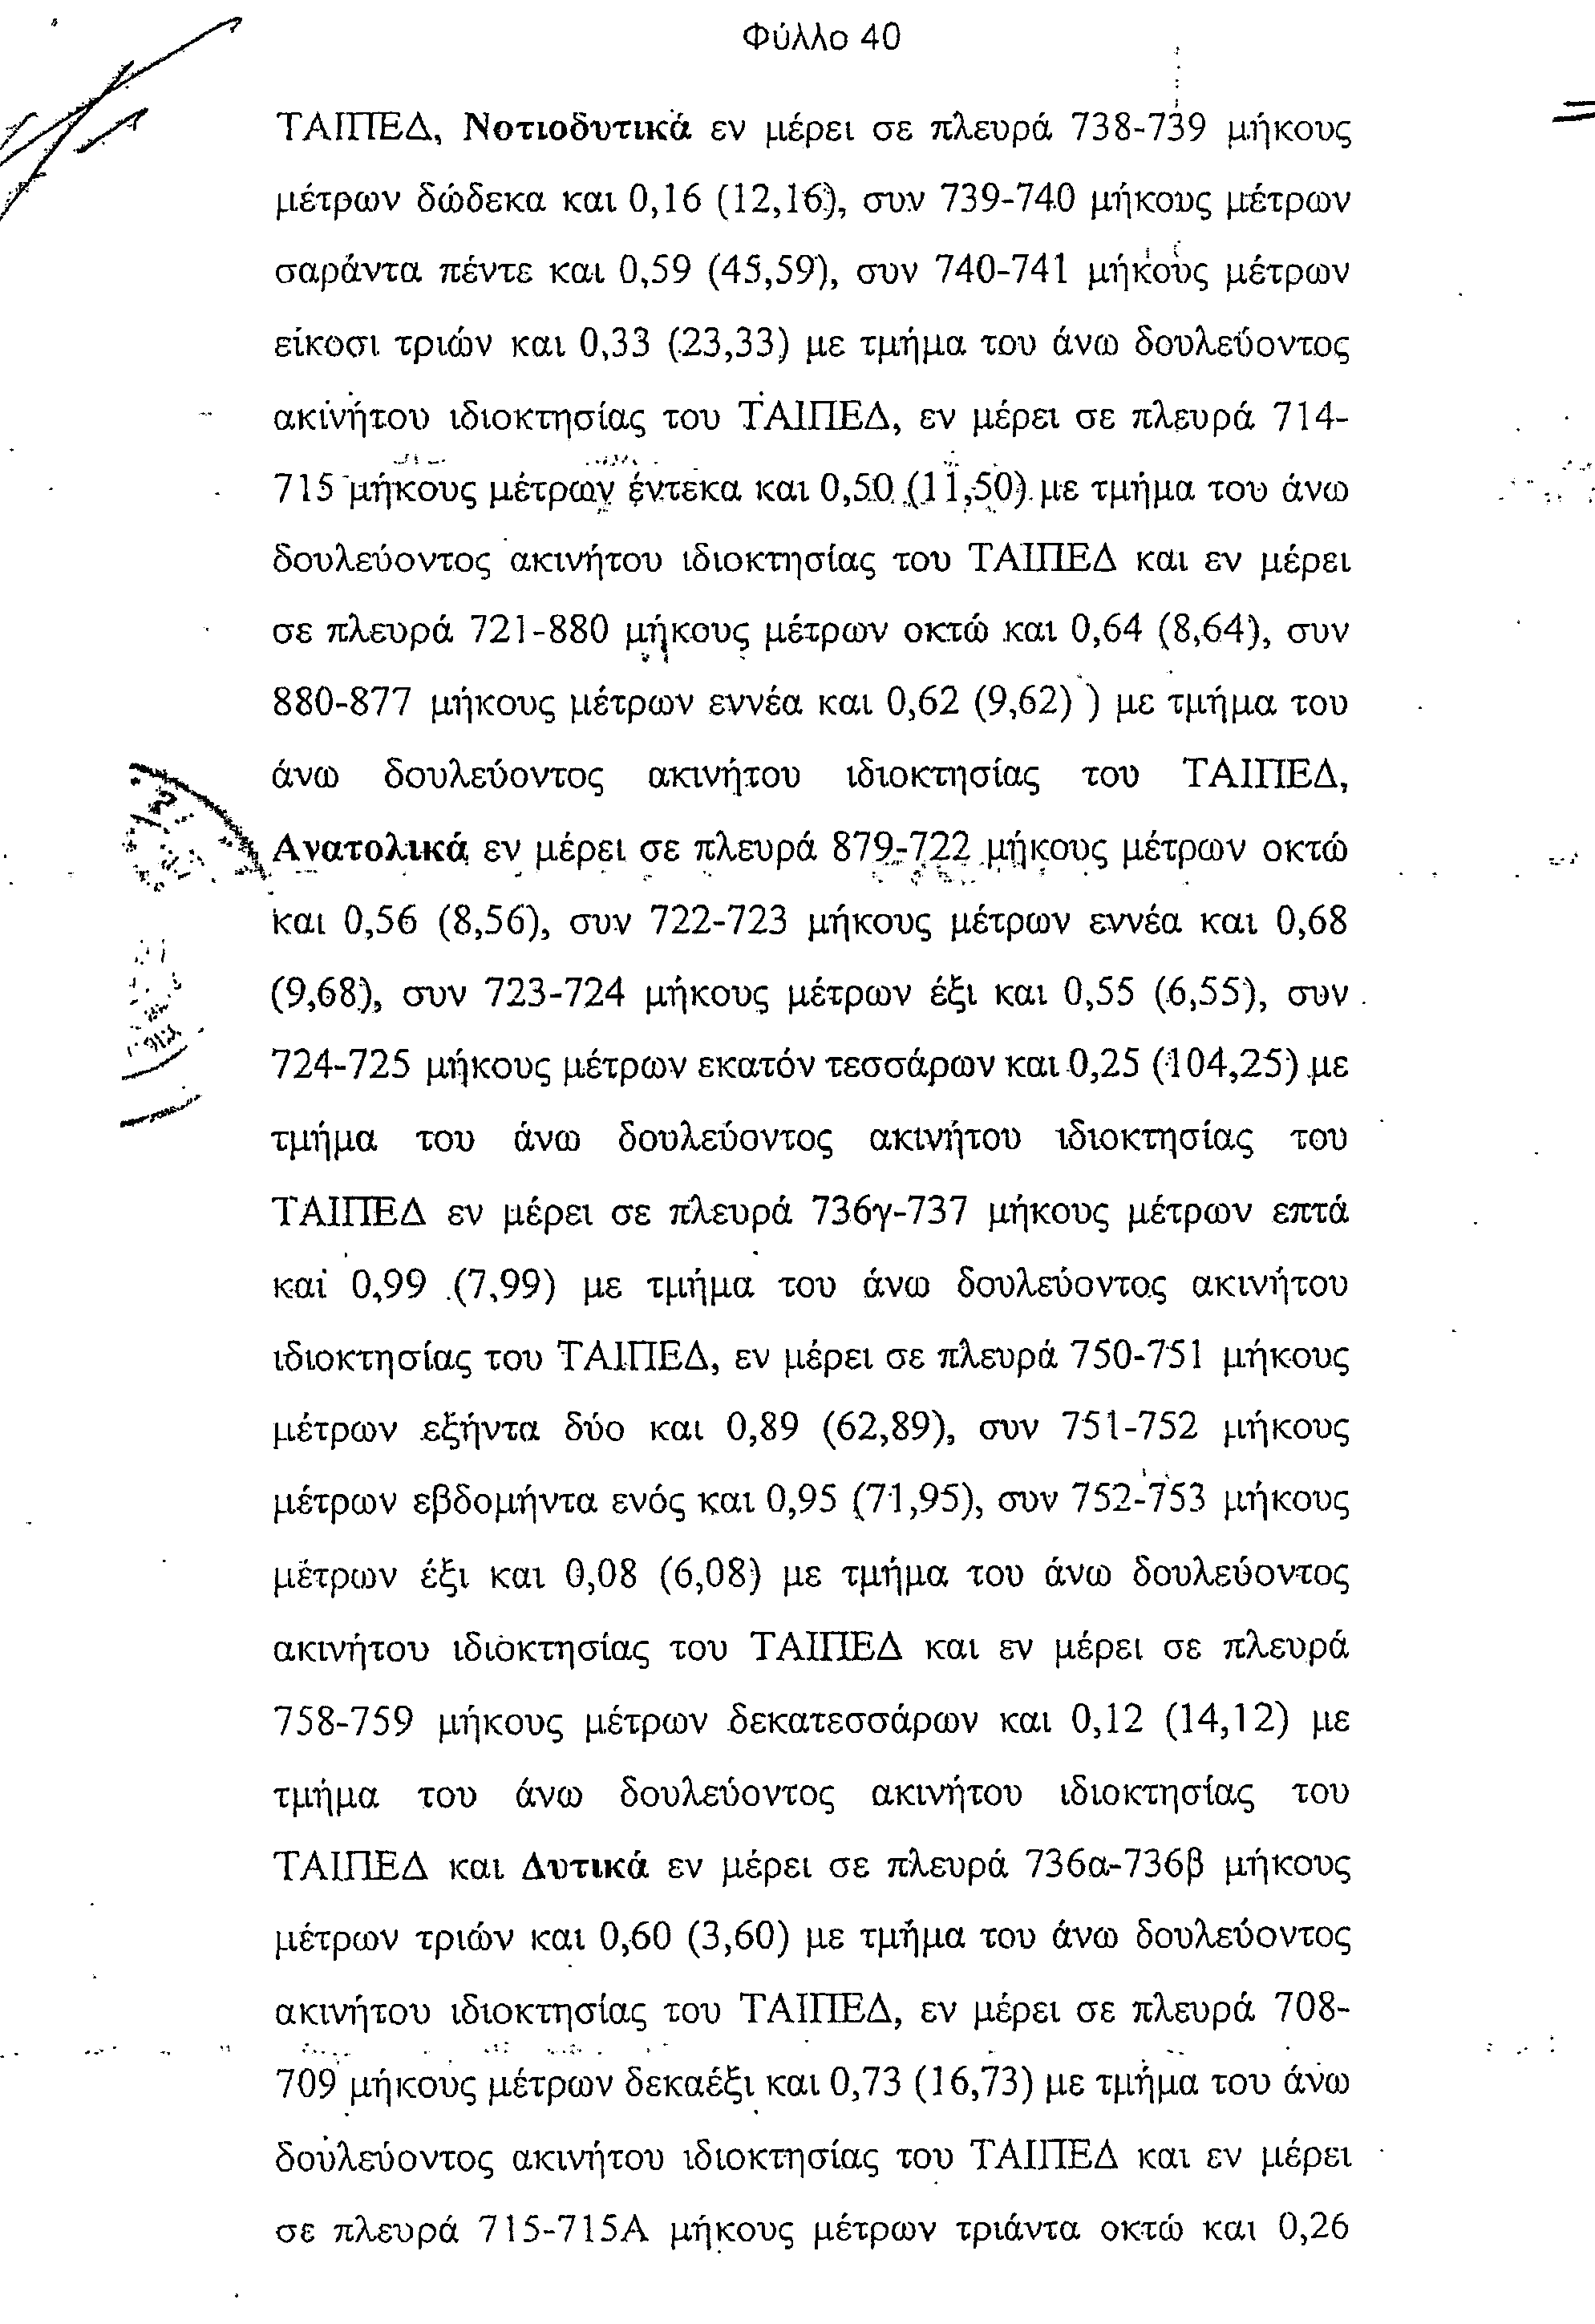 Φύλλο 40
ΤΑΙΠΕΔ, Νοτιοδυτικά εν μέρει σε πλευρά 738-739 μήκους
μέτρων δώδεκα και 0,16 (12,16), συν 739-740 μήκους μέτρων
σαράντα πέντε και 0,59 (45,59), συν 740-741 μήκους μέτρων
είκοσι τριών και 0,33 (23,33) με τμήμα του άνω δουλεύοντος
ακινήτου ιδιοκτησίας του ΤΑΙΠΕΔ, εν μέρει σε πλευρά 714-
715 μήκους μέτρων έντεκα και 0,50 (11,50) με τμήμα του άνω
δουλεύοντος ακινήτου ιδιοκτησίας του ΤΑΙΠΕΔ και εν μέρει
σε πλευρά 721-880 μήκους μέτρων οκτώ και 0,64 (8,64), συν
880-877 μήκους μέτρων εννέα και 0,62 (9,62) ) με τμήμα του
άνω δουλεύοντος ακινήτου ιδιοκτησίας του ΤΑΙΠΕΔ,
Ανατολικά εν μέρει σε πλευρά 879-722 μήκους μέτρων οκτώ
και 0,56 (8,56), συν 722-723 μήκους μέτρων εννέα και 0,68
(9,68), συν 723-724 μήκους μέτρων έξι και 0,55 (6,55), συν
724-725 μήκους μέτρων εκατόν τεσσάρων και 0,25 (104,25) με
τμήμα του άνω δουλεύοντος ακινήτου ιδιοκτησίας του
ΤΑΙΠΕΔ εν μέρει σε πλευρά 736γ-737 μήκους μέτρων επτά
και 0,99 (7,99) με τμήμα του άνω δουλεύοντος ακινήτου
ιδιοκτησίας του ΤΑΙΠΕΔ, εν μέρει σε πλευρά 750-751 μήκους
μέτρων εξήντα δύο και 0,89 (62,89), συν 751-752 μήκους
μέτρων εβδομήντα ενός και 0,95 (71,95), συν 752-753 μήκους
μέτρων έξι και 0,08 (6,08) με τμήμα του άνω δουλεύοντος
ακινήτου ιδιοκτησίας του ΤΑΙΠΕΔ και εν μέρει σε πλευρά
758-759 μήκους μέτρων δεκατεσσάρων και 0,12 (14,12) με
τμήμα του άνω δουλεύοντος ακινήτου ιδιοκτησίας του
ΤΑΙΠΕΔ και Δυτικά εν μέρει σε πλευρά 736α-736β μήκους
μέτρων τριών και 0,60 (3,60) με τμήμα του άνω δουλεύοντος
ακινήτου ιδιοκτησίας του ΤΑΙΠΕΔ, εν μέρει σε πλευρά 708-
709 μήκους μέτρων δεκαέξι και 0,73 (16,73) με τμήμα του άνω
δουλεύοντος ακινήτου ιδιοκτησίας του ΤΑΙΠΕΔ και εν μέρει
σε πλευρά 715-715Α μήκους μέτρων τριάντα οκτώ και 0,26